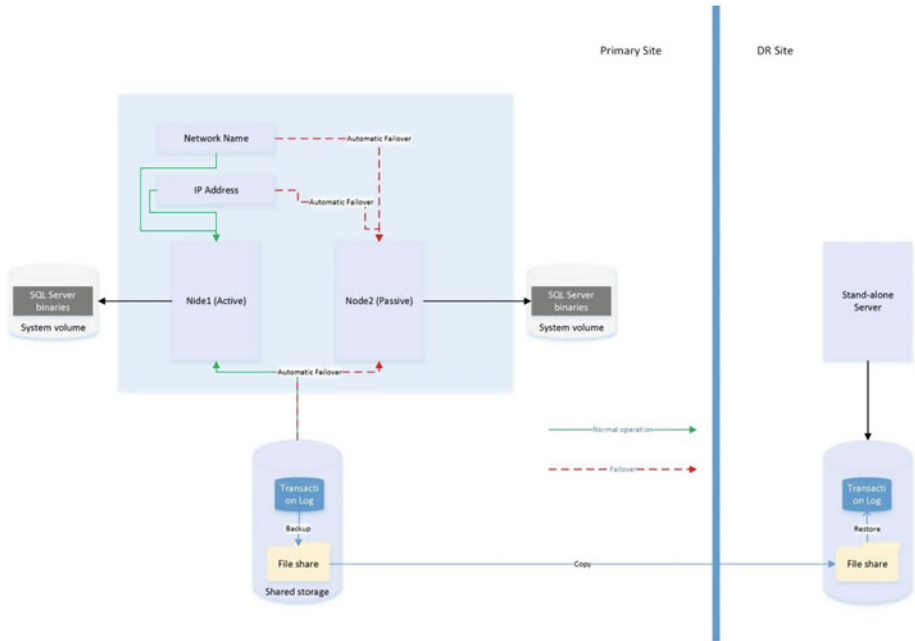 Primary Site
DR Site
Network Name
Automatic Failover
IP Address
Automatic Failover
SQL Server
binaries
System volume
Nide1 (Active)
Node2 (Passive)
SQL Server
binaries
System volume
Stand-alone
Server
Automatic Failover
Normal operation
Failover
Transacti
on Log
Backup
File share
Shared storage
Copy
Transacti
on Log
Restore
File share